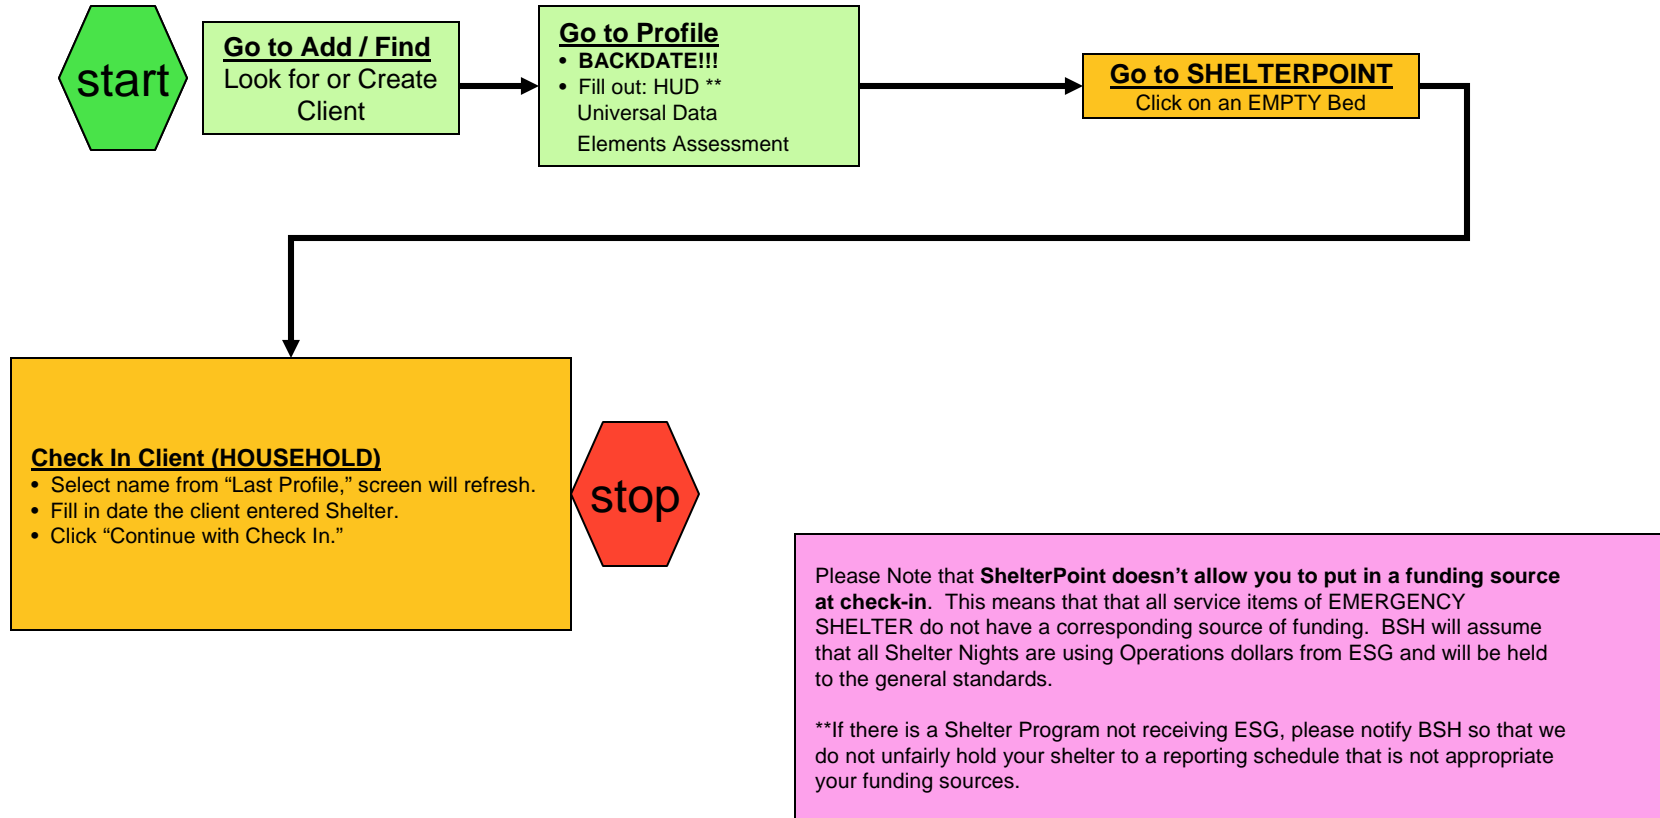 start
Go to Add / Find
Look for or Create
Client
Go to Profile
• BACKDATE!!!
• Fill out: HUD **
Universal Data
Elements Assessment
Go to SHELTERPOINT
Click on an EMPTY Bed
Check In Client (HOUSEHOLD)
• Select name from “Last Profile,” screen will refresh.
• Fill in date the client entered Shelter.
• Click “Continue with Check In.”
stop
Please Note that ShelterPoint doesn’t allow you to put in a funding source
at check-in.  This means that that all service items of EMERGENCY
SHELTER do not have a corresponding source of funding.  BSH will assume
that all Shelter Nights are using Operations dollars from ESG and will be held
to the general standards.
**If there is a Shelter Program not receiving ESG, please notify BSH so that we
do not unfairly hold your shelter to a reporting schedule that is not appropriate
your funding sources.